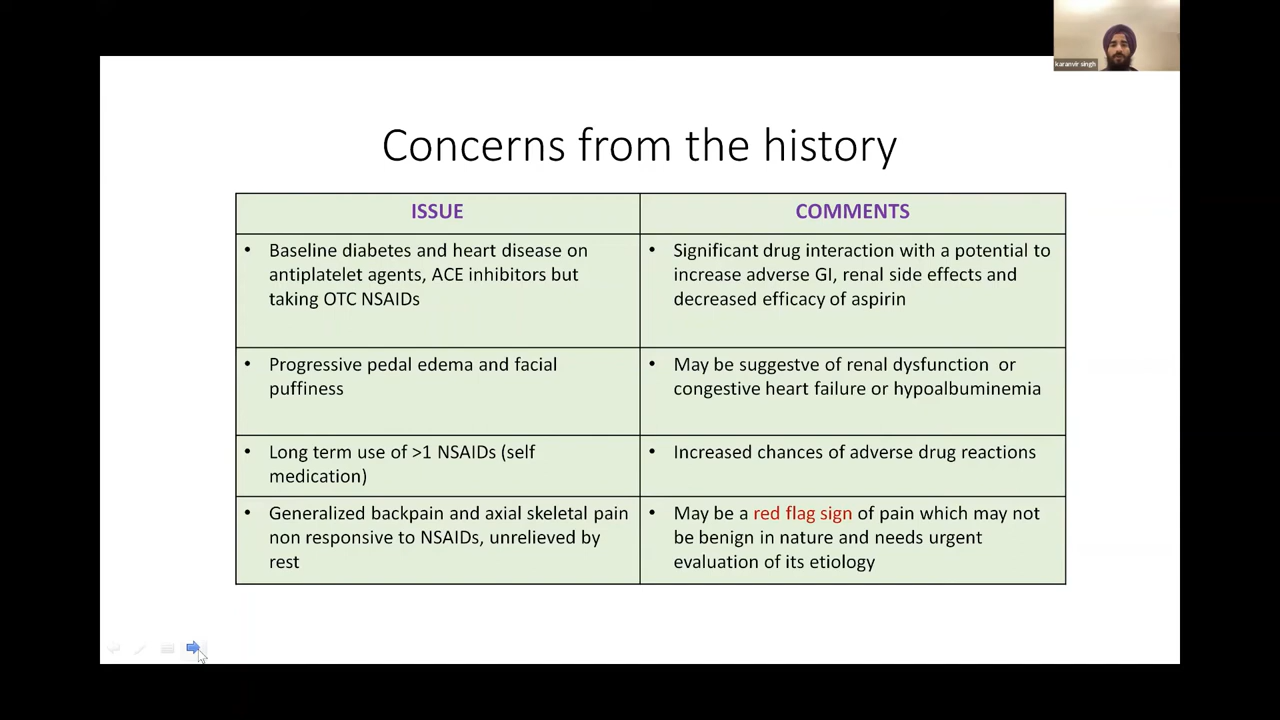 karanvir singh
Concerns from the history
ISSUE
COMMENTS
• Baseline diabetes and heart disease on
antiplatelet agents, ACE inhibitors but
taking OTC NSAIDs
• Significant drug interaction with a potential to
increase adverse GI, renal side effects and
decreased efficacy of aspirin
• Progressive pedal edema and facial
puffiness
• May be suggestve of renal dysfunction or
congestive heart failure or hypoalbuminemia
• Long term use of >1 NSAIDs (self
medication)
• Increased chances of adverse drug reactions
• Generalized backpain and axial skeletal pain
non responsive to NSAIDs, unrelieved by
rest
• May be a red flag sign of pain which may not
be benign in nature and needs urgent
evaluation of its etiology